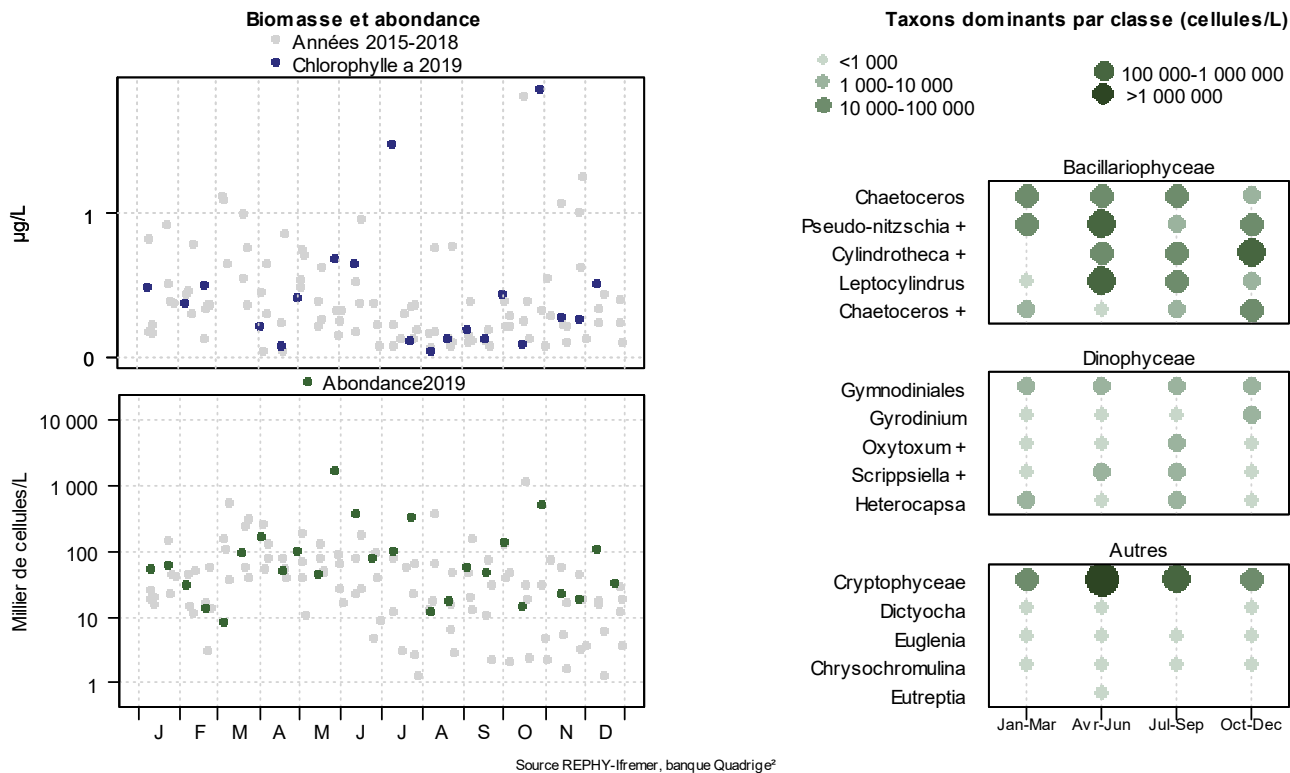 Biomasse et abondance
Années 2015-2018
Chlorophylle a 2019
µg/L
1
0
Abondance2019
Millier de cellules/L
10 000
1 000
100
10
1
J F M A M J J A S O N D
Taxons dominants par classe (cellules/L)
<1 000
1 000-10 000
10 000-100 000
100 000-1 000 000
>1 000 000
Bacillariophyceae
Chaetoceros
Pseudo-nitzschia +
Cylindrotheca +
Leptocylindrus
Chaetoceros +
Dinophyceae
Gymnodiniales
Gyrodinium
Oxytoxum +
Scrippsiella +
Heterocapsa
Autres
Cryptophyceae
Dictyocha
Euglenia
Chrysochromulina
Eutreptia
Jan-Mar Avr-Jun Jul-Sep Oct-Dec
Source REPHY-Ifremer, banque Quadrige²